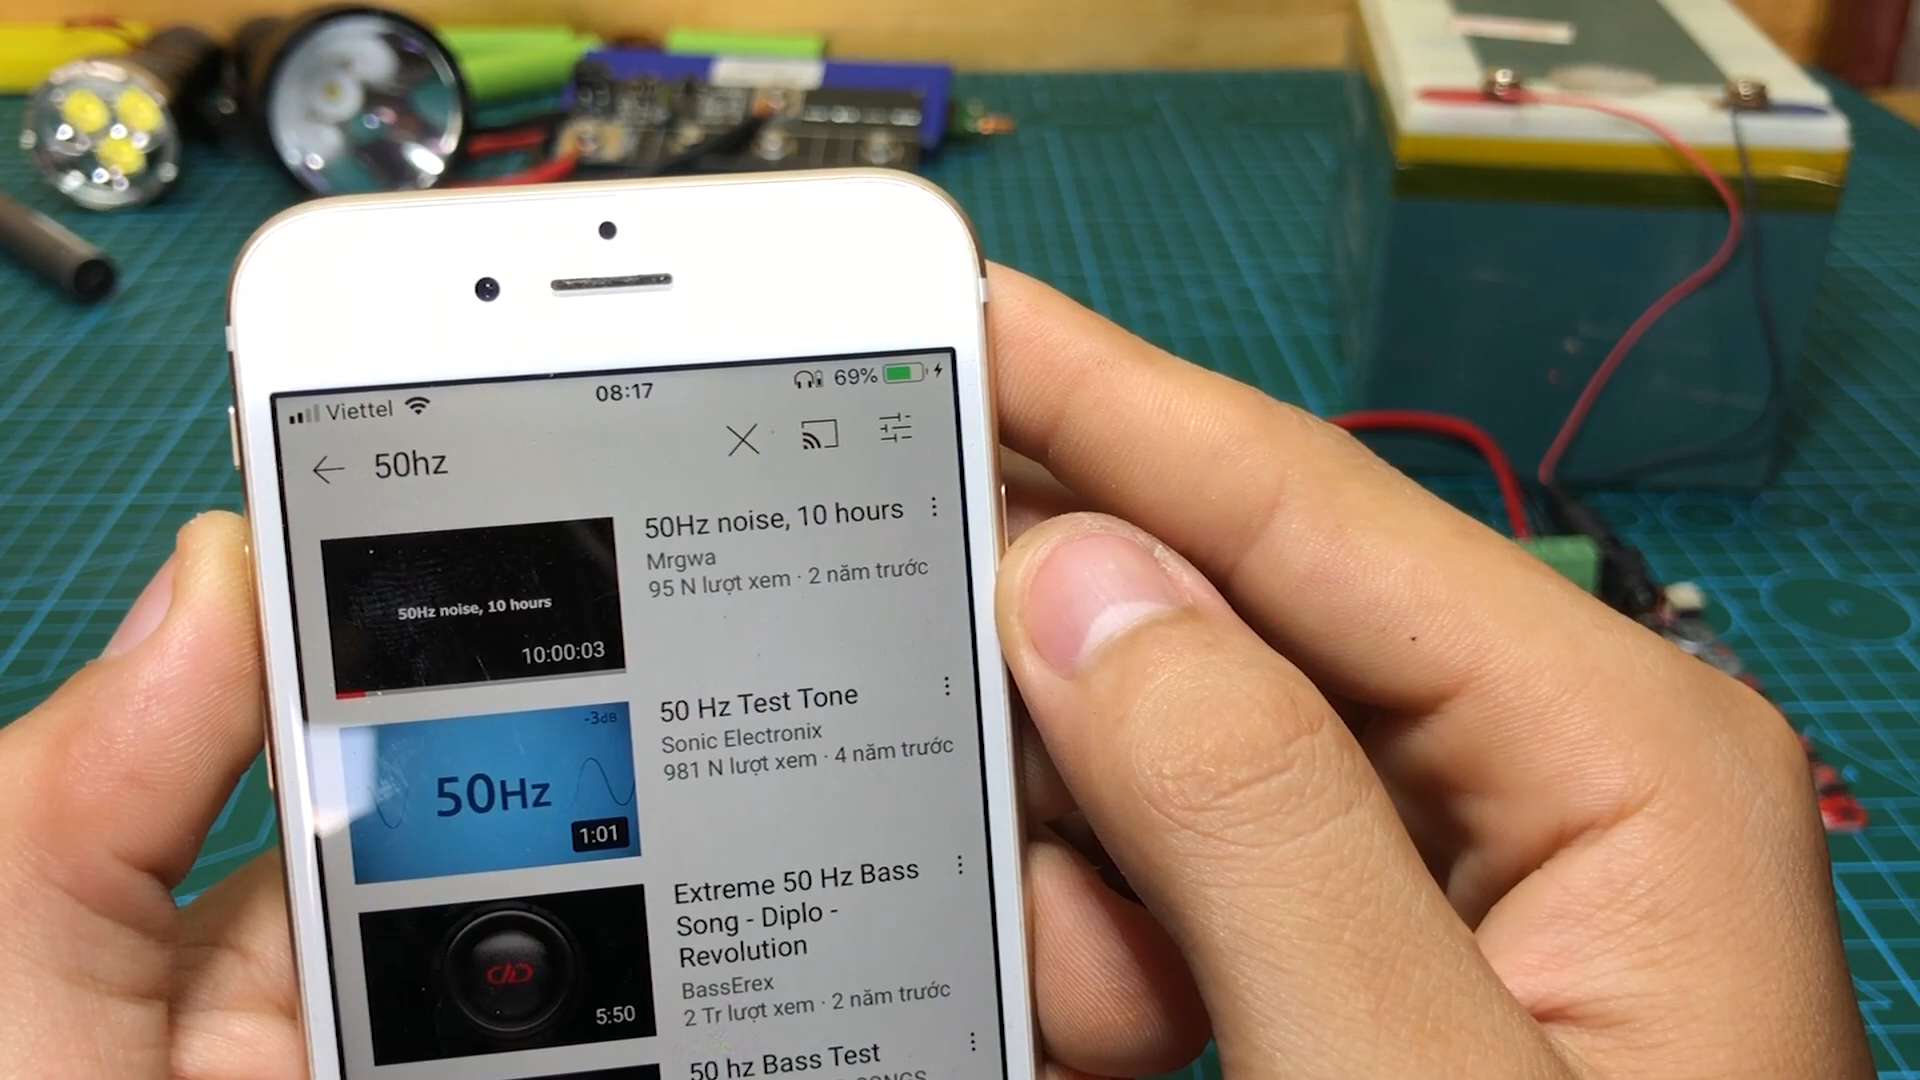 Viettel 08:17 69%
50hz
50Hz noise, 10 hours
Mrgwa
95 N lượt xem · 2 năm trước
50Hz noise, 10 hours
10:00:03
50 Hz Test Tone
Sonic Electronix
981 N lượt xem · 4 năm trước
-3dB
50Hz
1:01
Extreme 50 Hz Bass
Song - Diplo -
Revolution
BassErex
2 Tr lượt xem · 2 năm trước
5:50
50 hz Bass Test
SONGS